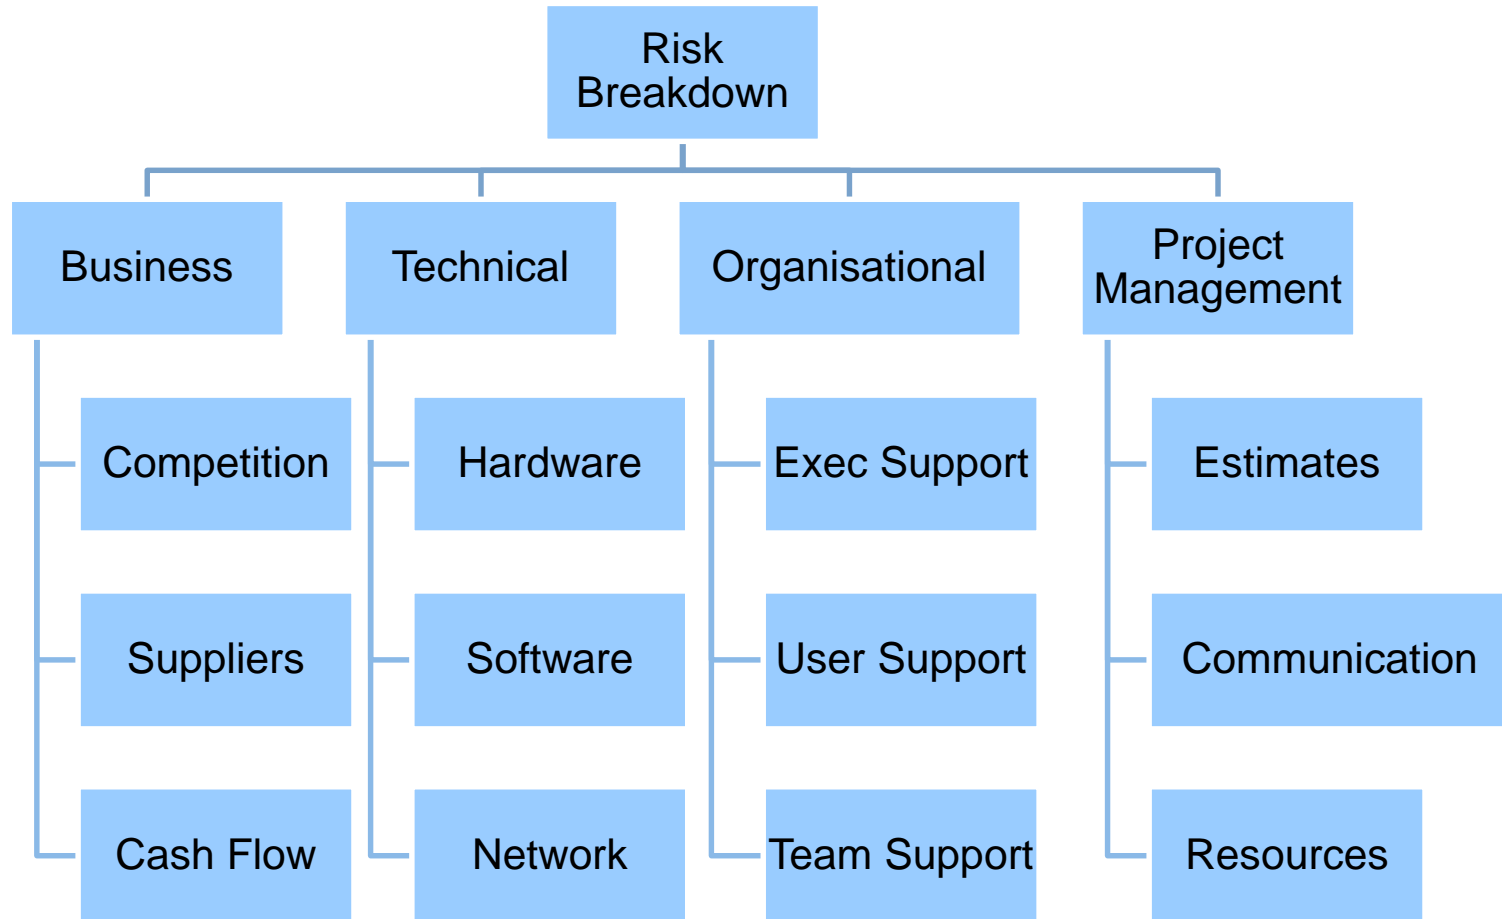 Risk
Breakdown
Business
Technical
Organisational
Project
Management
Competition
Hardware
Exec Support
Estimates
Suppliers
Software
User Support
Communication
Cash Flow
Network
Team Support
Resources